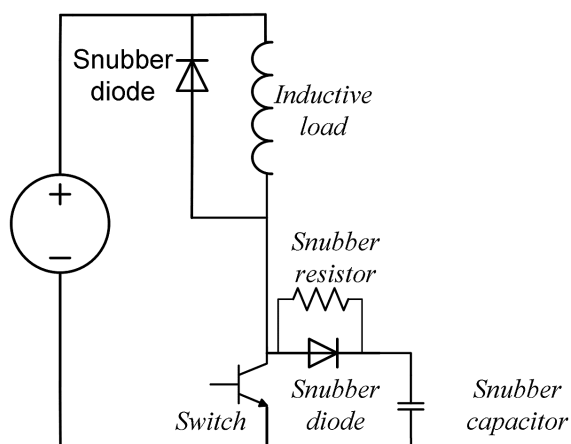 Snubber
diode
Inductive
load
+
−
Snubber
resistor
Switch
Snubber
diode
Snubber
capacitor